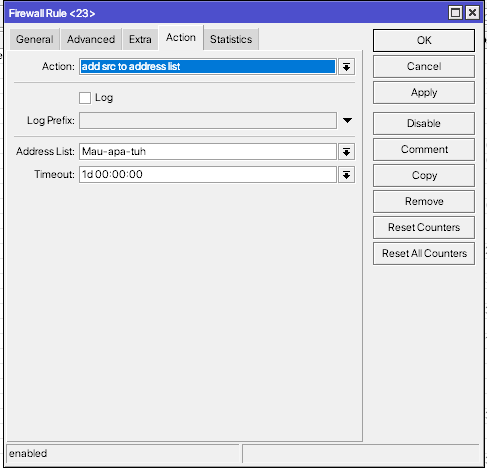 Firewall Rule <23>
General Advanced Extra Action Statistics
OK
Action: add src to address list
Cancel
Log
Apply
Log Prefix:
Disable
Address List: Mau-apa-tuh
Comment
Timeout: 1d 00:00:00
Copy
Remove
Reset Counters
Reset All Counters
enabled